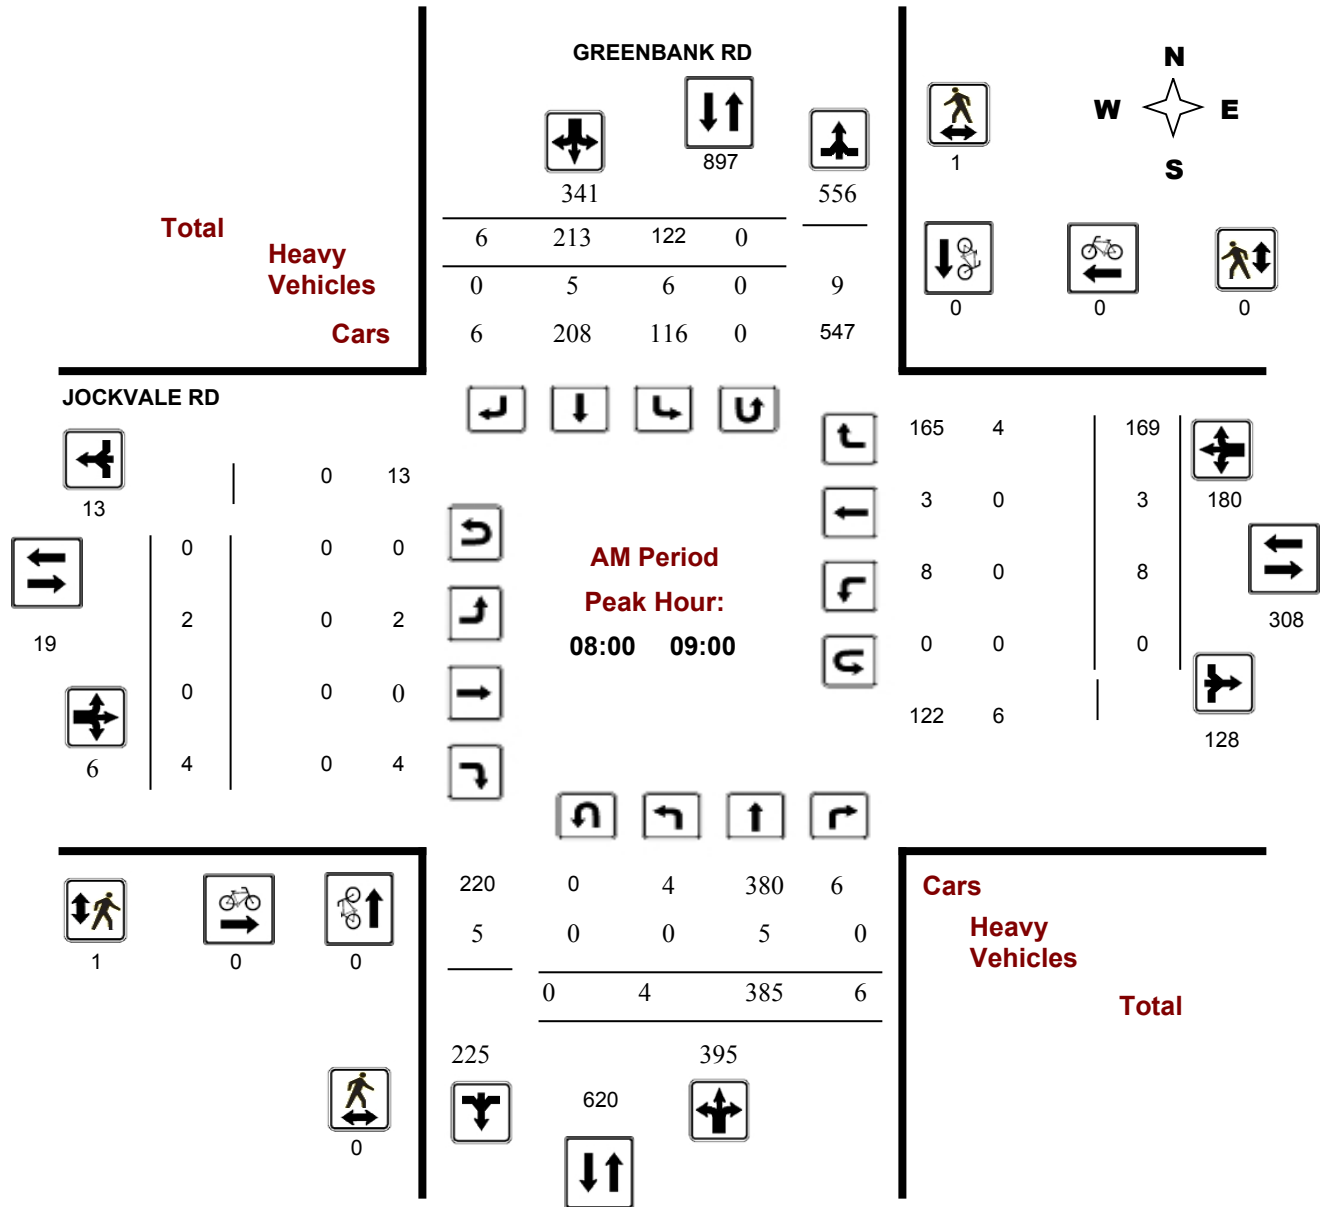 GREENBANK RD
N
W E
S
897
1
341 556
Total
6 213 122 0
Heavy
Vehicles
0 5 6 0 9
0 0 0
Cars
6 208 116 0 547
JOCKVALE RD
165 4 169
0 13
13
3 0 3 180
0 0 0
AM Period
8 0 8
Peak Hour:
2 0 2
308
19
08:00 09:00
0 0 0
0 0 0
122 6
128
6 4 0 4
220 0 4 380 6
Cars
5 0 0 5 0
Heavy
Vehicles
1 0 0
0 4 385 6
Total
225 395
620
0